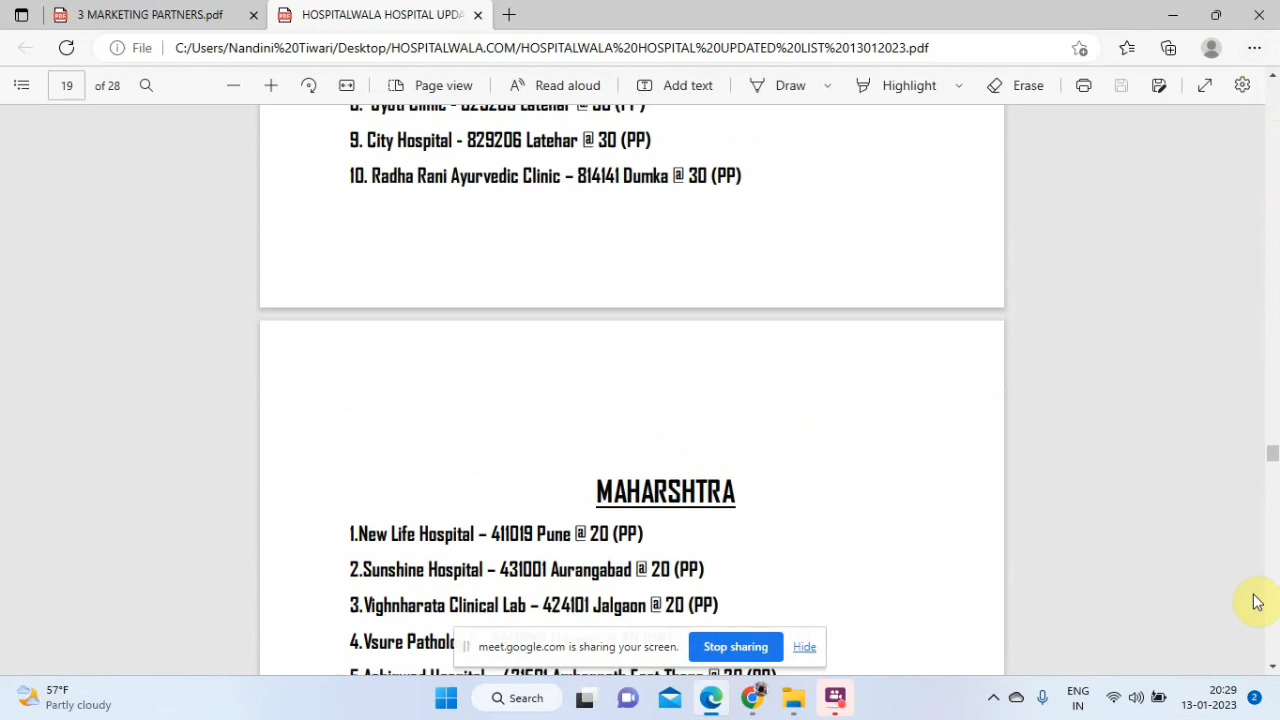 3 MARKETING PARTNERS.pdf
HOSPITALWALA HOSPITAL UPDA
File
C:/Users/Nandini%20Tiwari/Desktop/HOSPITALWALA.COM/HOSPITALWALA%20HOSPITAL%20UPDATED%20LIST%2013012023.pdf
19 of 28
Page view
Read aloud
Add text
Draw
Highlight
Erase
9. City Hospital - 829206 Latehar @ 30 (PP)
10. Radha Rani Ayurvedic Clinic – 814141 Dumka @ 30 (PP)
MAHARSHTRA
1.New Life Hospital – 411019 Pune @ 20 (PP)
2.Sunshine Hospital – 431001 Aurangabad @ 20 (PP)
3.Vighnharata Clinical Lab – 424101 Jalgaon @ 20 (PP)
4.Vsure
meet.google.com is sharing your screen.
Stop sharing
Hide
57°F
Partly cloudy
Search
ENG
IN
20:29
13-01-2023
2